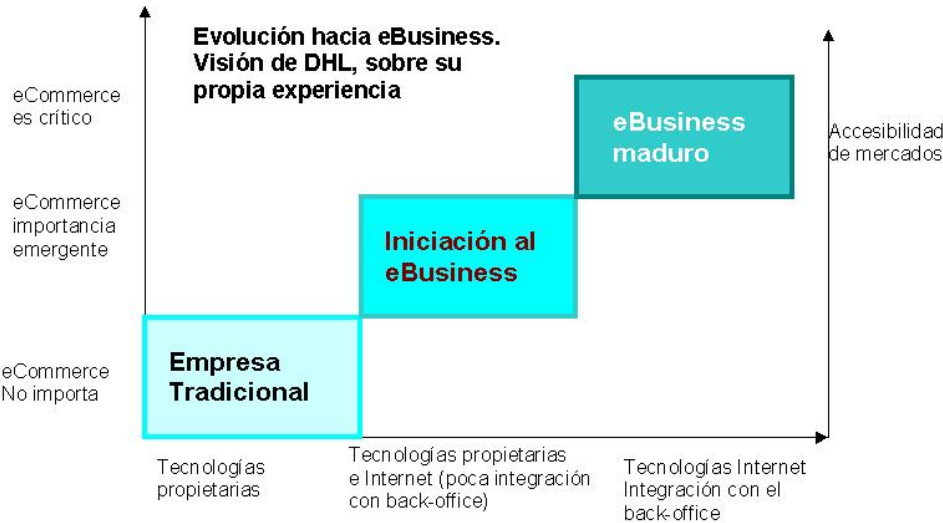 Evolución hacia eBusiness.
Visión de DHL, sobre su
propia experiencia
eCommerce
es crítico
eBusiness
maduro
Accesibilidad
de mercados
eCommerce
importancia
emergente
Iniciación al
eBusiness
eCommerce
No importa
Empresa
Tradicional
Tecnologías
propietarias
Tecnologías propietarias
e Internet (poca integración
con back-office)
Tecnologías Internet
Integración con el
back-office